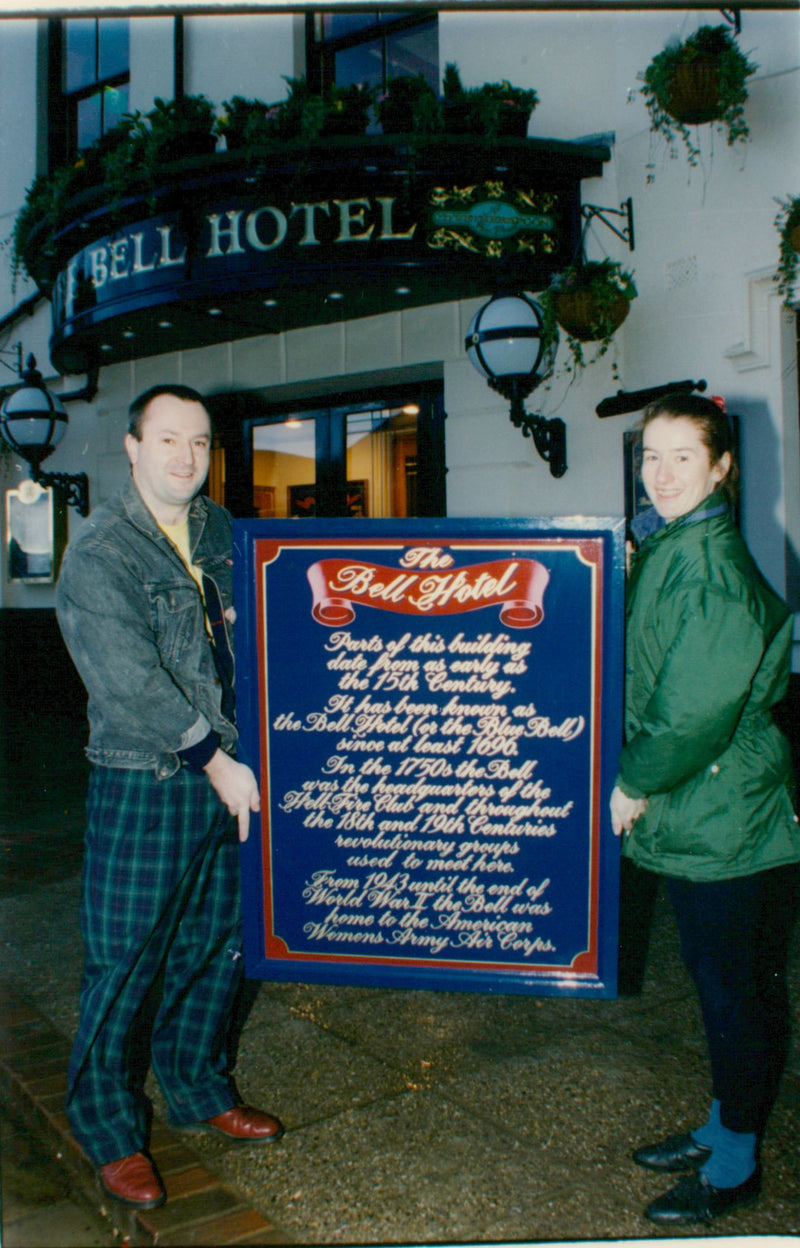 BELL HOTEL
The
Bell Hotel
Parts of this building
date from as early as
the 15th Century.
It has been known as
the Bell Hotel (or the Blue Bell)
since at least 1696.
In the 1750s the Bell
was the headquarters of the
Hell-Fire Club and throughout
the 18th and 19th Centuries
revolutionary groups
used to meet here.
From 1943 until the end of
World War II the Bell was
home to the American
Womens Army Air Corps.